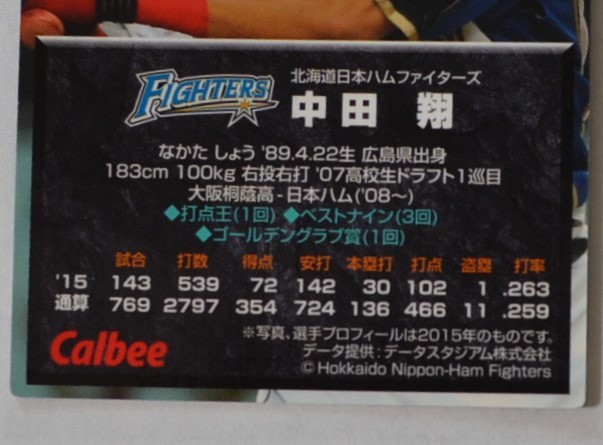 FIGHTERS
北海道日本ハムファイターズ
中田 翔
なかた しょう '89.4.22生 広島県出身
183cm 100kg 右投右打 '07高校生ドラフト1巡目
大阪桐蔭高-日本ハム('08〜)
◆打点王(1回) ◆ベストナイン(3回)
◆ゴールデングラブ賞(1回)
試合 打数 得点 安打 本塁打 打点 盗塁 打率
'15 143 539 72 142 30 102 1 .263
通算 769 2797 354 724 136 466 11 .259
※写真、選手プロフィールは2015年のものです。
Calbee
データ提供:データスタジアム株式会社
© Hokkaido Nippon-Ham Fighters